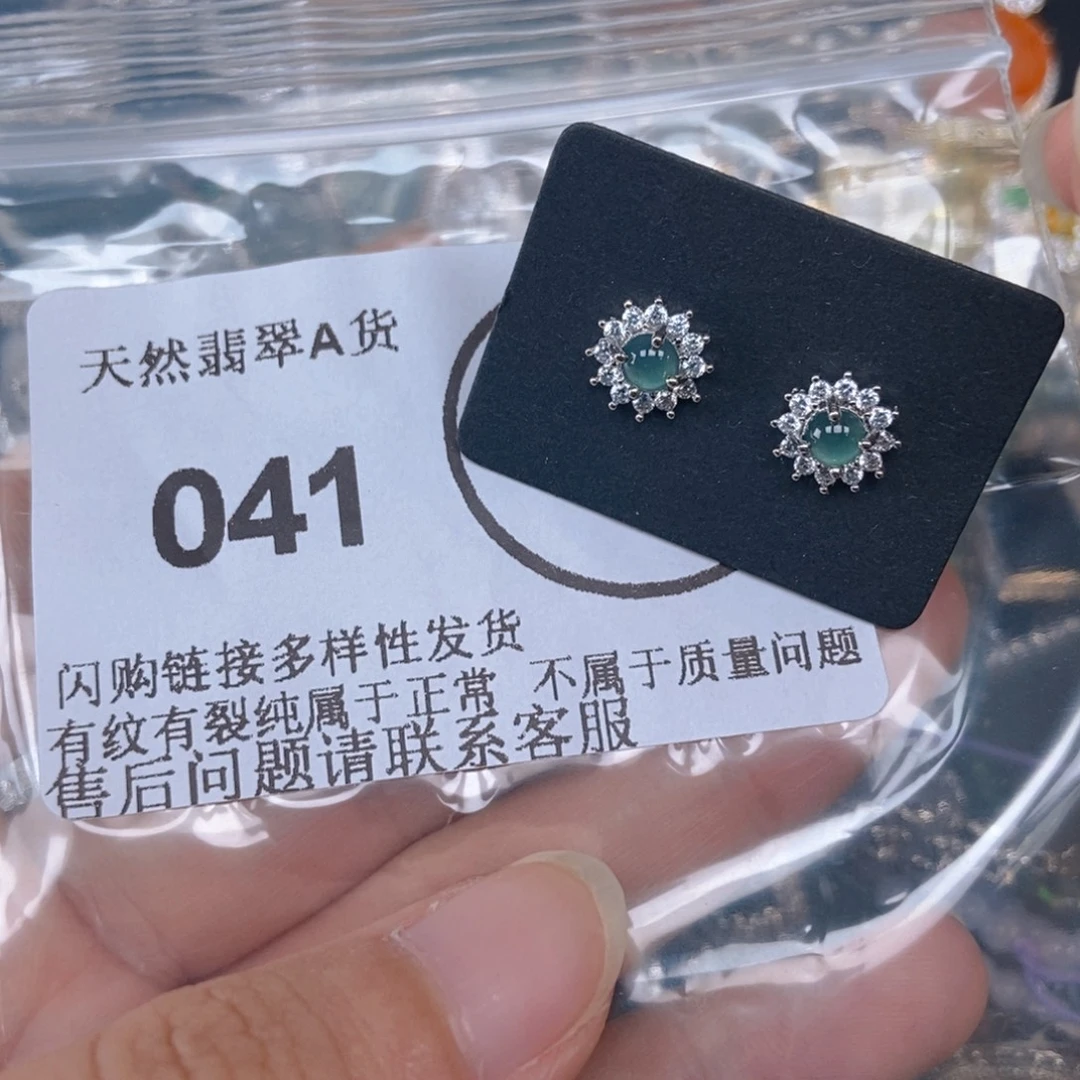 天然翡翠A货
041
闪购链接多样性发货
有纹有裂纯属于正常 不属于质量问题
售后问题请联系客服